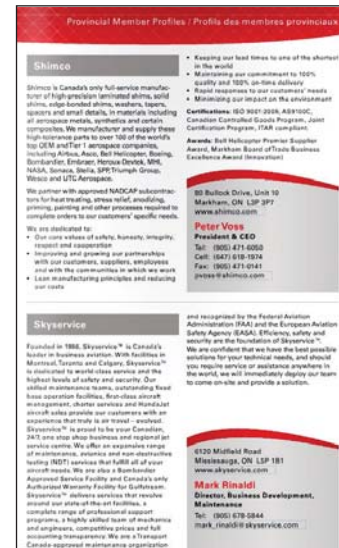 Provincial Member Profiles / Profils des membres provinciaux
Shimco
Shimco is Canada's only full-service manufac-
turer of high-precision laminated shims, solid
shims, edge-bonded shims, washers, tapers,
spacers and small details, in materials including
all aerospace metals, synthetics and certain
composites. We manufacture and supply these
high-tolerance parts to over 100 of the world's
top OEM and Tier 1 aerospace companies,
including Airbus, Asco, Bell Helicopter, Boeing,
Bombardier, Embraer, Heroux-Devtek, MHI,
NASA, Sonaca, Stelia, SPP, Triumph Group,
Wesco and UTC Aerospace.
We partner with approved NADCAP subcontrac-
tors for heat treating, stress relief, anodizing,
priming, painting and other processes required to
complete orders to our customers' specific needs.
We are dedicated to:
• Our core values of safety, honesty, integrity,
respect and cooperation
• Improving and growing our partnerships
with our customers, suppliers, employees
and with the communities in which we work
• Lean manufacturing principles and reducing
our costs
• Keeping our lead times to one of the shortest
in the world
• Maintaining our commitment to 100%
quality and 100% on-time delivery
• Rapid responses to our customers' needs
• Minimizing our impact on the environment
Certifications: ISO 9001-2008, AS9100C,
Canadian Controlled Goods Program, Joint
Certification Program, ITAR compliant.
Awards: Bell Helicopter Premier Supplier
Award, Markham Board of Trade Business
Excellence Award (Innovation)
80 Bullock Drive, Unit 10
Markham, ON L3P 3P7
www.shimco.com
Peter Voss
President & CEO
Tel: (905) 471-6050
Cell: (647) 618-1974
Fax: (905) 471-0141
pvoss@shimco.com
Skyservice
Founded in 1986, Skyservice™ is Canada's
leader in business aviation. With facilities in
Montreal, Toronto and Calgary, Skyservice™
is dedicated to world class service and the
highest levels of safety and security. Our
skilled maintenance teams, outstanding fixed
base operation facilities, first-class aircraft
management, charter services and HondaJet
aircraft sales provide our customers with an
experience that truly is air travel - evolved.
Skyservice™ is proud to be your Canadian,
24/7, one stop shop business and regional jet
service centre. We offer an expansive range
of maintenance, avionics and non-destructive
testing (NDT) services that fulfill all of your
aircraft needs. We are also a Bombardier
Approved Service Facility and Canada's only
Authorized Warranty Facility for Gulfstream.
Skyservice™ delivers services that revolve
around our state-of-the-art facilities, a
complete range of professional support
programs, a highly skilled team of mechanics
and engineers, competitive prices and full
accounting transparency. We are a Transport
Canada-approved maintenance organization
and recognized by the Federal Aviation
Administration (FAA) and the European Aviation
Safety Agency (EASA). Efficiency, safety and
security are the foundation of Skyservice™.
We are confident that we have the best possible
solutions for your technical needs, and should
you require service or assistance anywhere in
the world, we will immediately deploy our team
to come on-site and provide a solution.
6120 Midfield Road
Mississauga, ON L5P 1B1
www.skyservice.com
Mark Rinaldi
Director, Business Development,
Maintenance
Tel: (905) 678-5844
mark_rinaldi@skyservice.com